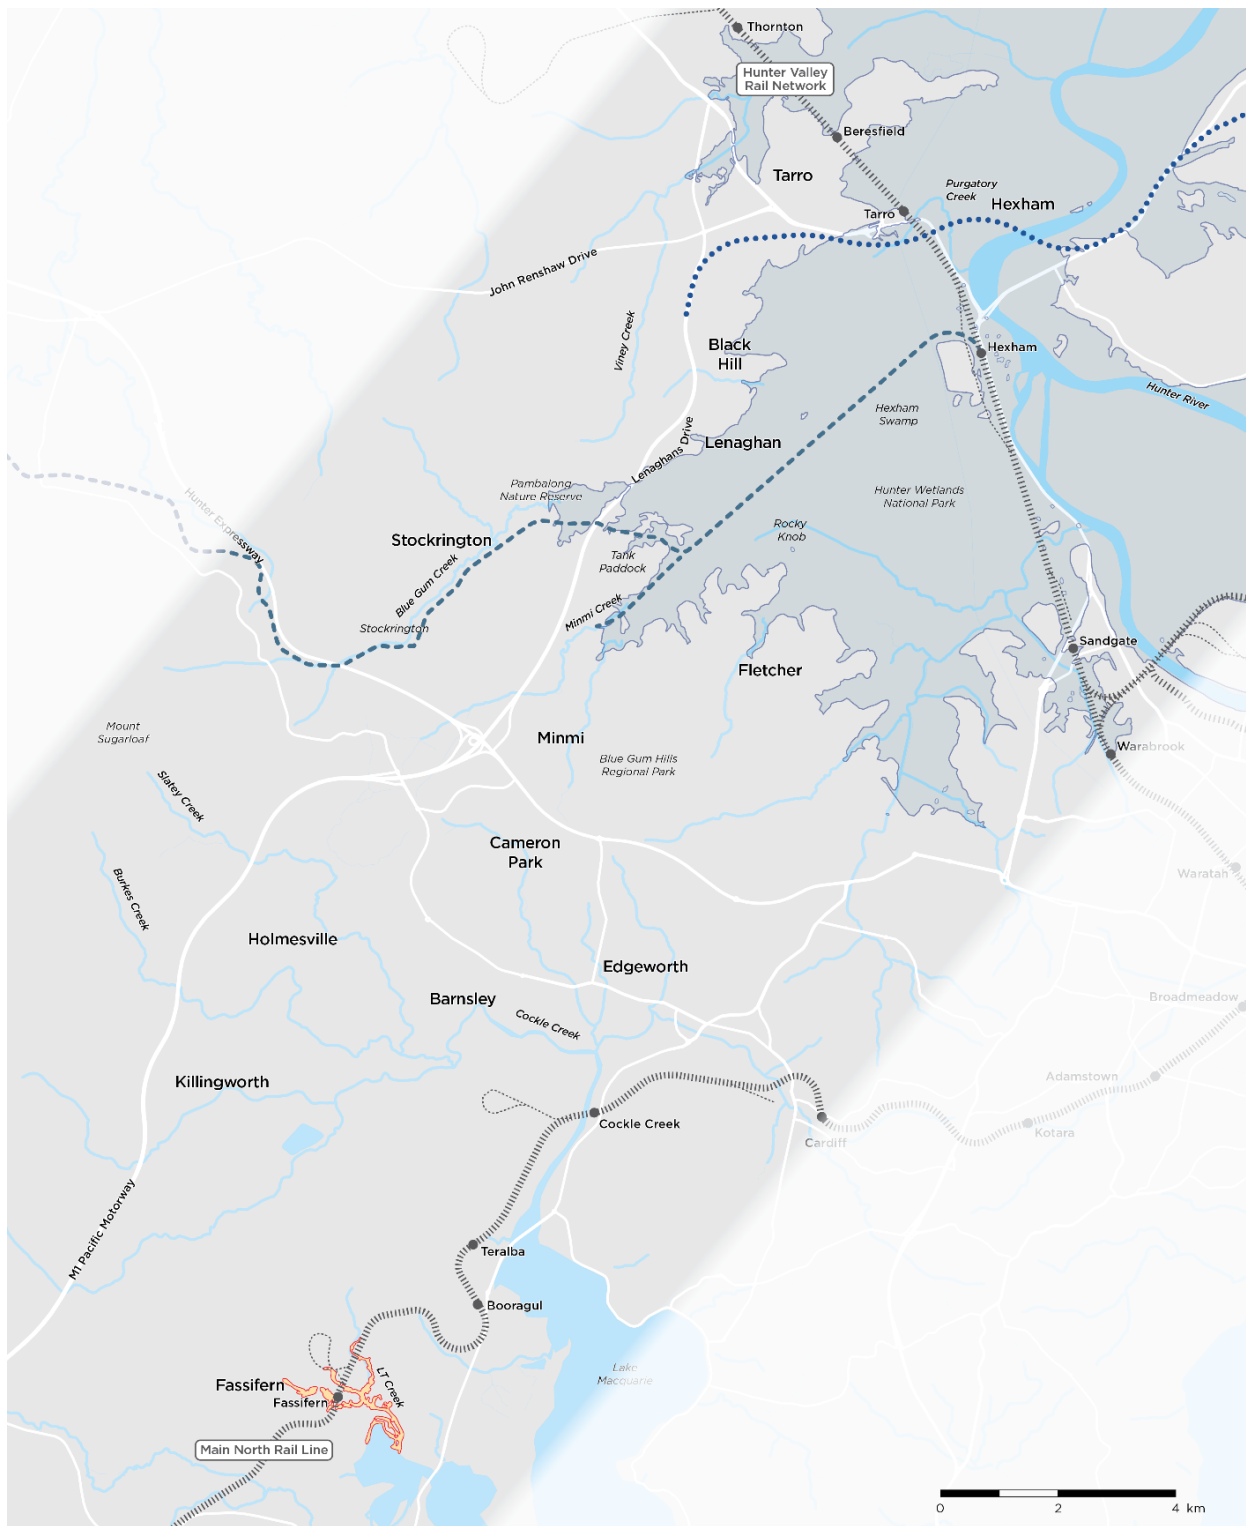 Thornton
Hunter Valley
Rail Network
Beresfield
Tarro
Purgatory
Creek
Hexham
Tarro
John Renshaw Drive
Viney Creek
Black
Hill
Hexham
Hunter River
Hexham
Swamp
Lenaghans Drive
Lenaghan
Pambalong
Nature Reserve
Hunter Wetlands
National Park
Hunter Expressway
Rocky
Knob
Stockrington
Tank
Paddock
Blue Gum Creek
Minmi Creek
Stockrington
Sandgate
Fletcher
Mount
Sugarloaf
Minmi
Warabrook
Blue Gum Hills
Regional Park
Slatey Creek
Cameron
Park
Waratah
Burkes Creek
Holmesville
Edgeworth
Barnsley
Broadmeadow
Cockle Creek
Killingworth
Adamstown
Cockle Creek
Kotara
Cardiff
M1 Pacific Motorway
Teralba
Booragul
Lake
Macquarie
LT Creek
Fassifern
Fassifern
Main North Rail Line
0 2 4 km